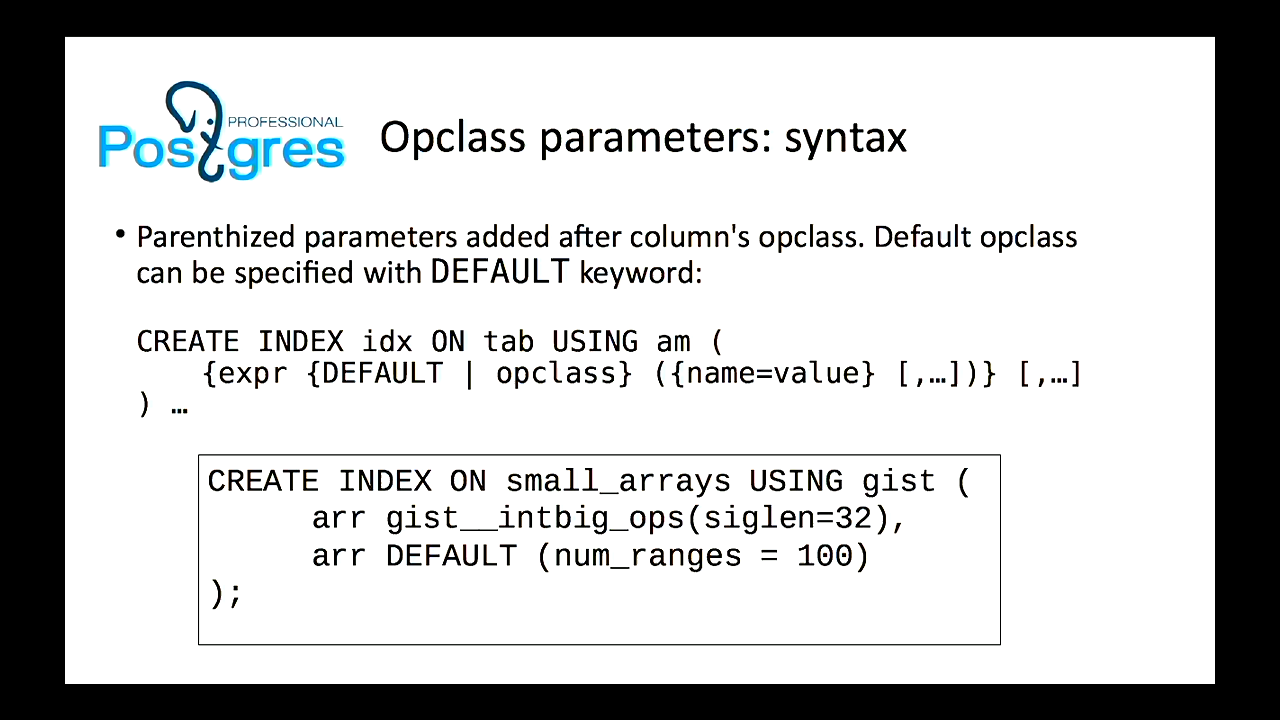 PROFESSIONAL
Postgres
Opclass parameters: syntax
• Parenthized parameters added after column's opclass. Default opclass
can be specified with DEFAULT keyword:
CREATE INDEX idx ON tab USING am (
{expr {DEFAULT | opclass} ({name=value} [,…])} [,…]
) …
CREATE INDEX ON small_arrays USING gist (
arr gist__intbig_ops(siglen=32),
arr DEFAULT (num_ranges = 100)
);